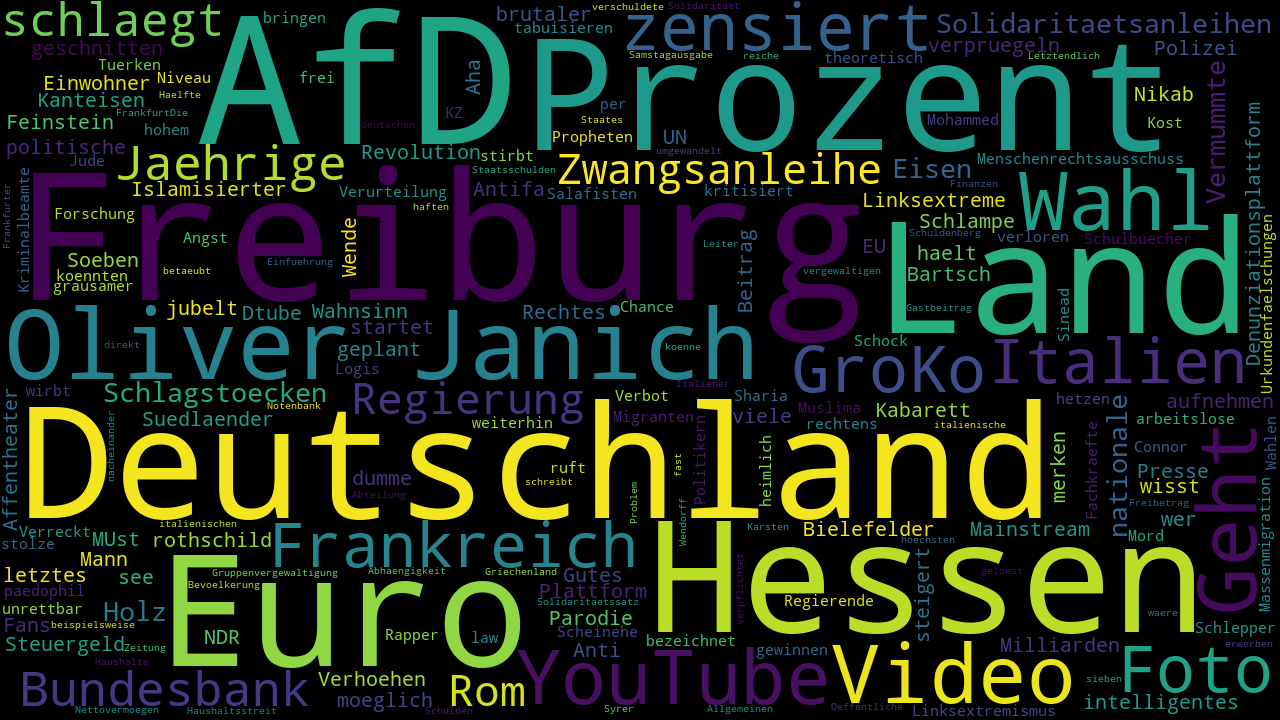 schlaegt
bringen
AfD
brutaler
verschuldete
Solidaritaet
tabuisieren
zensiert
Solidaritaetsanleihen
geschnitten
Tuerken
Einwohner
Niveau
frei
Aha
Prozent
Samstagausgabe
reiche
theoretisch
verpruegeln
Letztendlich
Polizei
Kanteisen
Haelfte
FrankfurtDie
KZ
per
Staates
Mohammed
Nikab
Kost
Feinstein
hohem
deutschen
Propheten
UN
umgewandelt
Vermummte
politische
Jude
Jaehrige
Revolution
stirbt
Staatsschulden
Zwangsanleihe
Eisen
Menschenrechtsausschuss
Denunziationsplattform
Frankfurter
Kriminalbeamte
Islamisierter
Verurteilung
Antifa
Salafisten
kritisiert
Linksextreme
Wahl
Forschung
haften
Freiburg
Schlampe
Angst
Wende
Leiter
Beitrag
EU
Schuldenberg
verloren
Schulbuecher
Land
Soeben
koennten
grausamer
betaeubt
Einfuehrung
vergewaltigen
haelt
Bartsch
Sinead
Urkundenfaelschungen
jubelt
Dtube
Wahnsinn
Rechtes
Chance
Gastbeitrag
Oliver
Janich
startet
geplant
direkt
koenne
Schock
GroKo
Italien
Logis
wirbt
Schlagstoecken
Regierung
Verbot
Italiener
Sharia
hetzen
aufnehmen
Affentheater
Suedlaender
Notenbank
weiterhin
Migranten
viele
Muslima
rechtens
Kabarett
italienische
nationale
arbeitslose
Wahlen
nacheinander
Deutschland
dumme
Abteilung
ruft
schreibt
Problem
fast
Politikern
heimlich
merken
Fachkraefte
Connor
Presse
wisst
Freibetrag
Geht
Massenmigration
Verreckt
stolze
italienischen
MUst
rothschild
Frankreich
Wendorff
Karsten
Bielefelder
Mainstream
wer
Mord
hoechsten
Mann
letztes
see
paedophil
Gruppenvergewaltigung
Bevoelkerung
Abhaengigkeit
Griechenland
Gutes
Plattform
verpflichtet
Hessen
steigert
geloest
unrettbar
Fans
beispielsweise
Holz
Euro
Solidaritaetssatz
Parodie
Regierende
waere
Schlepper
Steuergeld
Zeitung
NDR
Rapper
law
Scheinehe
Anti
bezeichnet
gewinnen
Milliarden
erwerben
Haushalte
Bundesbank
Verhoehen
moeglich
Rom
YouTube
Video
sieben
Foto
intelligentes
Nettovermoegen
Haushaltsstreit
Schulden
Syrer
Allgemeinen
Oeffentliche
Linksextremismus